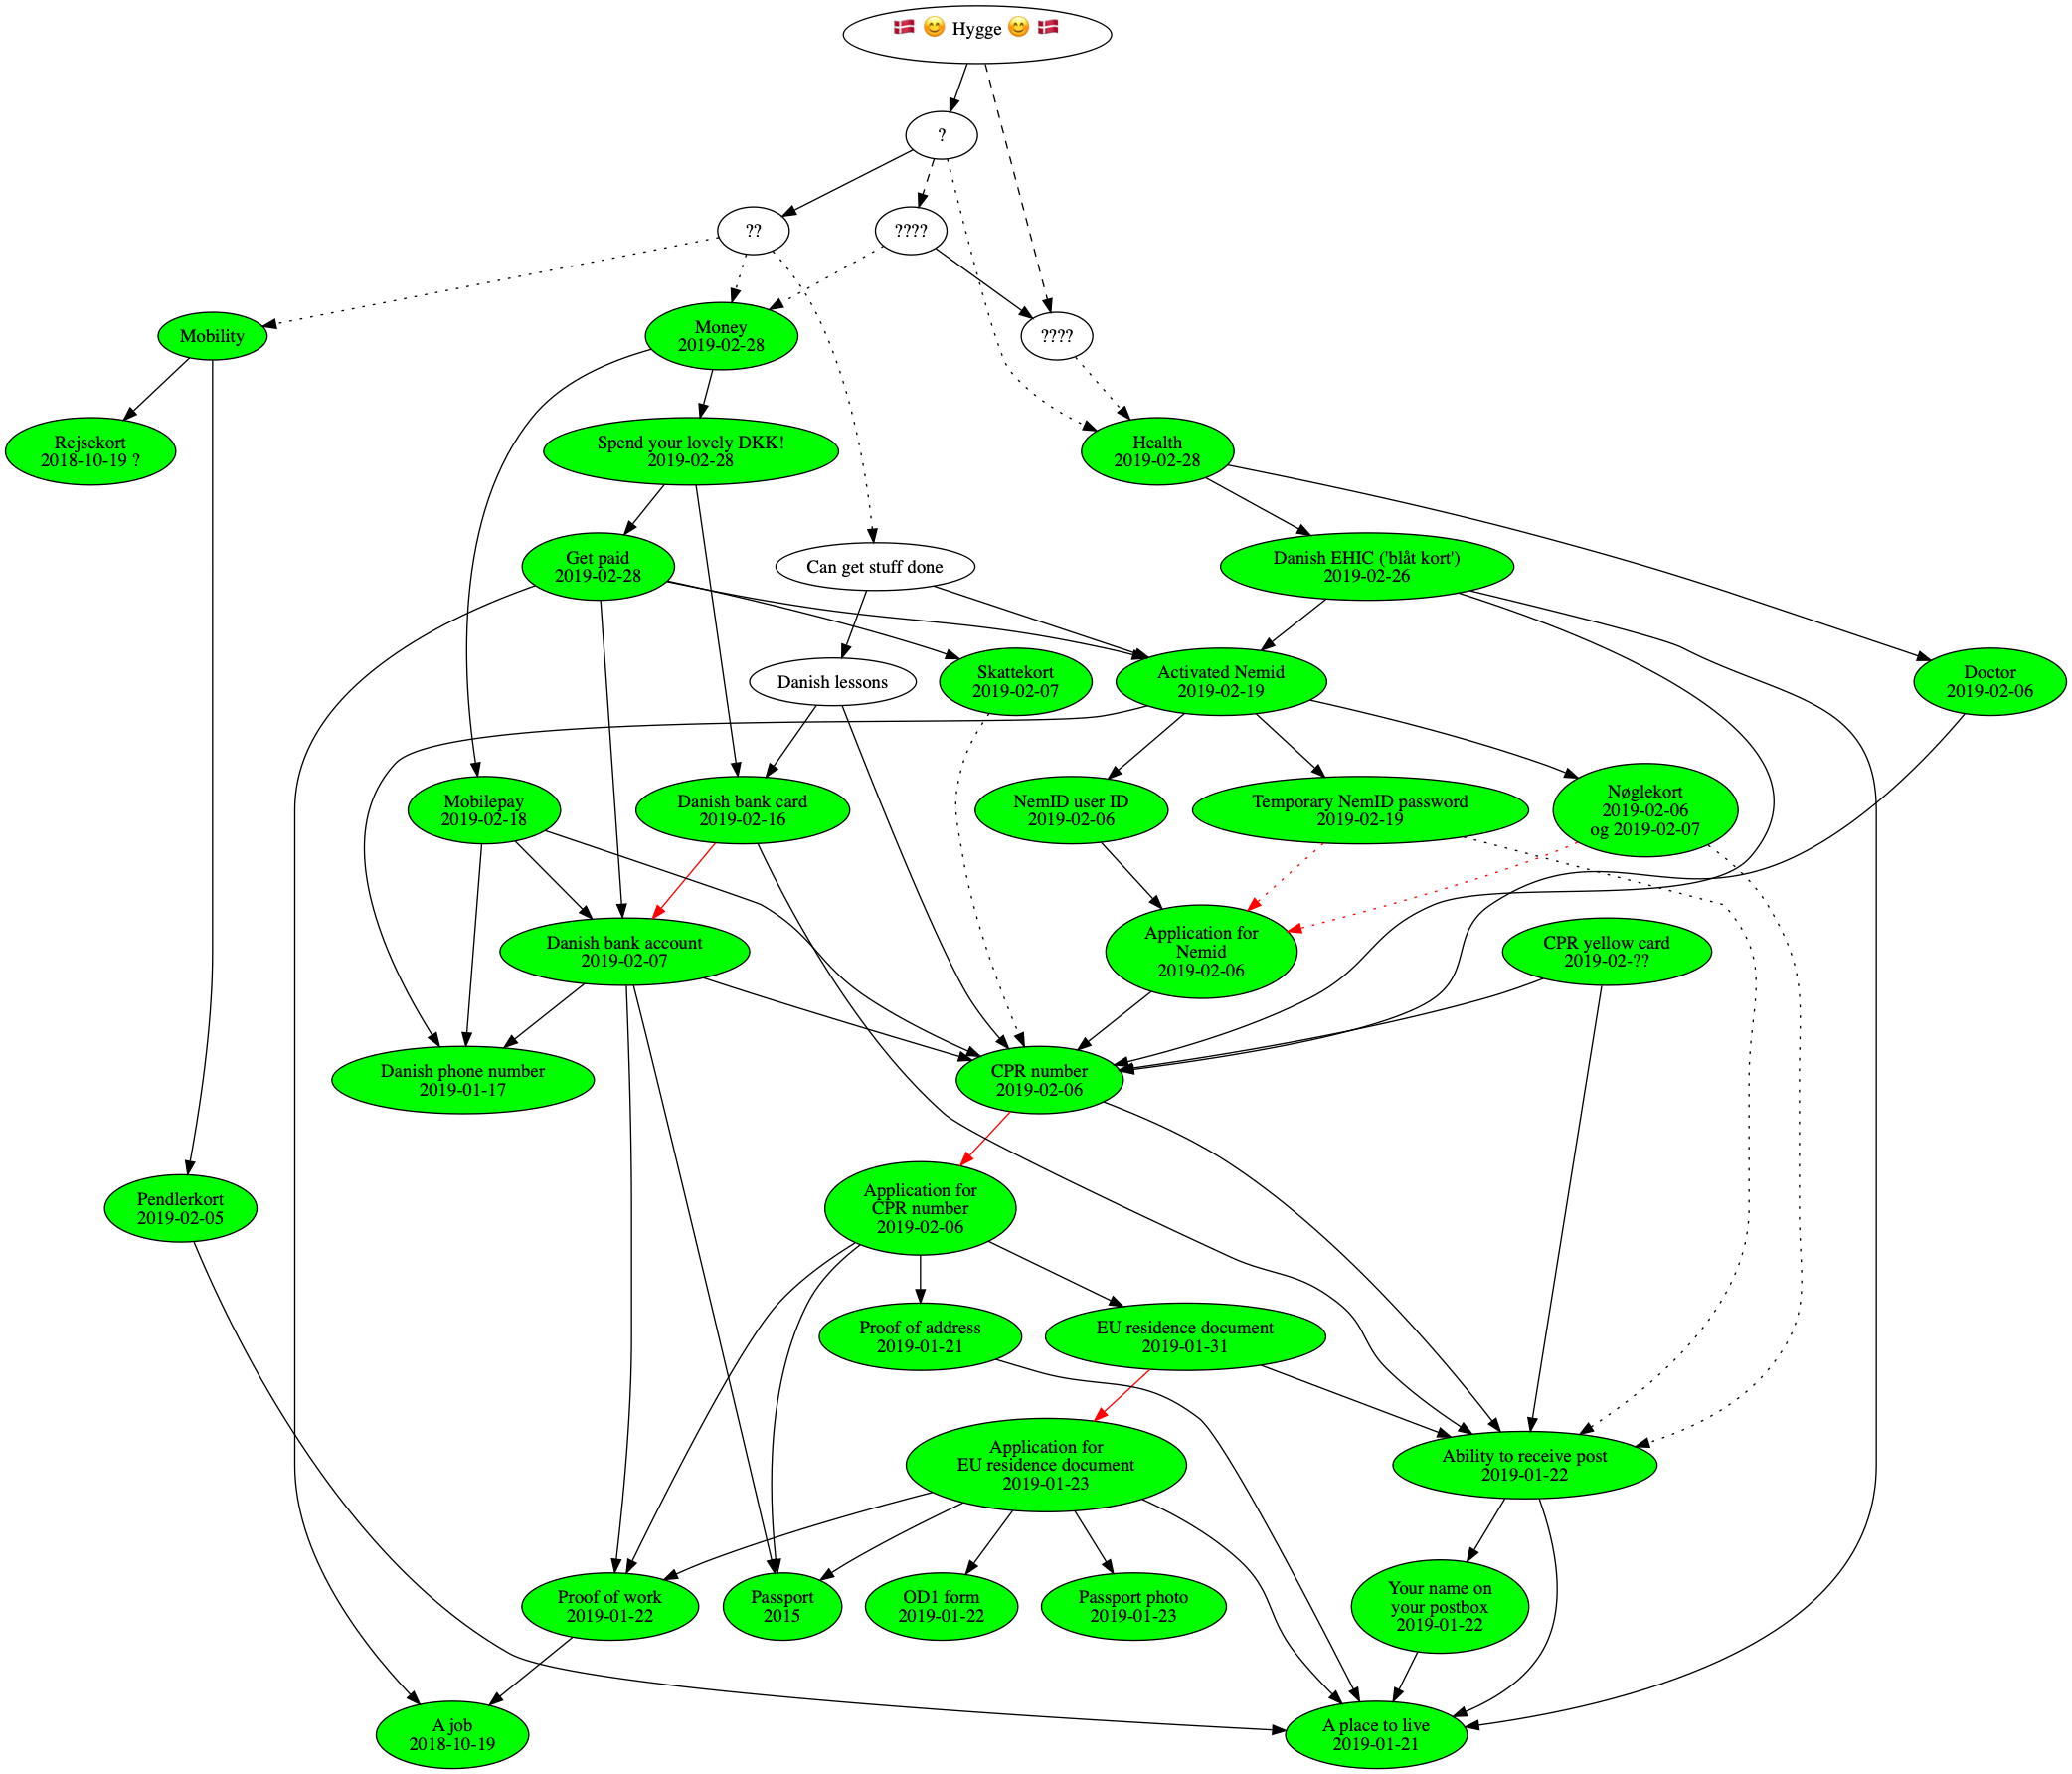 🇩🇰 😊 Hygge 😊 🇩🇰
?
??
????
Mobility
Money
2019-02-28
????
Rejsekort
2018-10-19 ?
Spend your lovely DKK!
2019-02-28
Health
2019-02-28
Get paid
2019-02-28
Can get stuff done
Danish EHIC ('blåt kort')
2019-02-26
Danish lessons
Skattekort
2019-02-07
Activated Nemid
2019-02-19
Doctor
2019-02-06
Mobilepay
2019-02-18
Danish bank card
2019-02-16
NemID user ID
2019-02-06
Temporary NemID password
2019-02-19
Nøglekort
2019-02-06
og 2019-02-07
Danish bank account
2019-02-07
Application for
Nemid
2019-02-06
CPR yellow card
2019-02-??
Danish phone number
2019-01-17
CPR number
2019-02-06
Pendlerkort
2019-02-05
Application for
CPR number
2019-02-06
Proof of address
2019-01-21
EU residence document
2019-01-31
Application for
EU residence document
2019-01-23
Ability to receive post
2019-01-22
Proof of work
2019-01-22
Passport
2015
OD1 form
2019-01-22
Passport photo
2019-01-23
Your name on
your postbox
2019-01-22
A job
2018-10-19
A place to live
2019-01-21